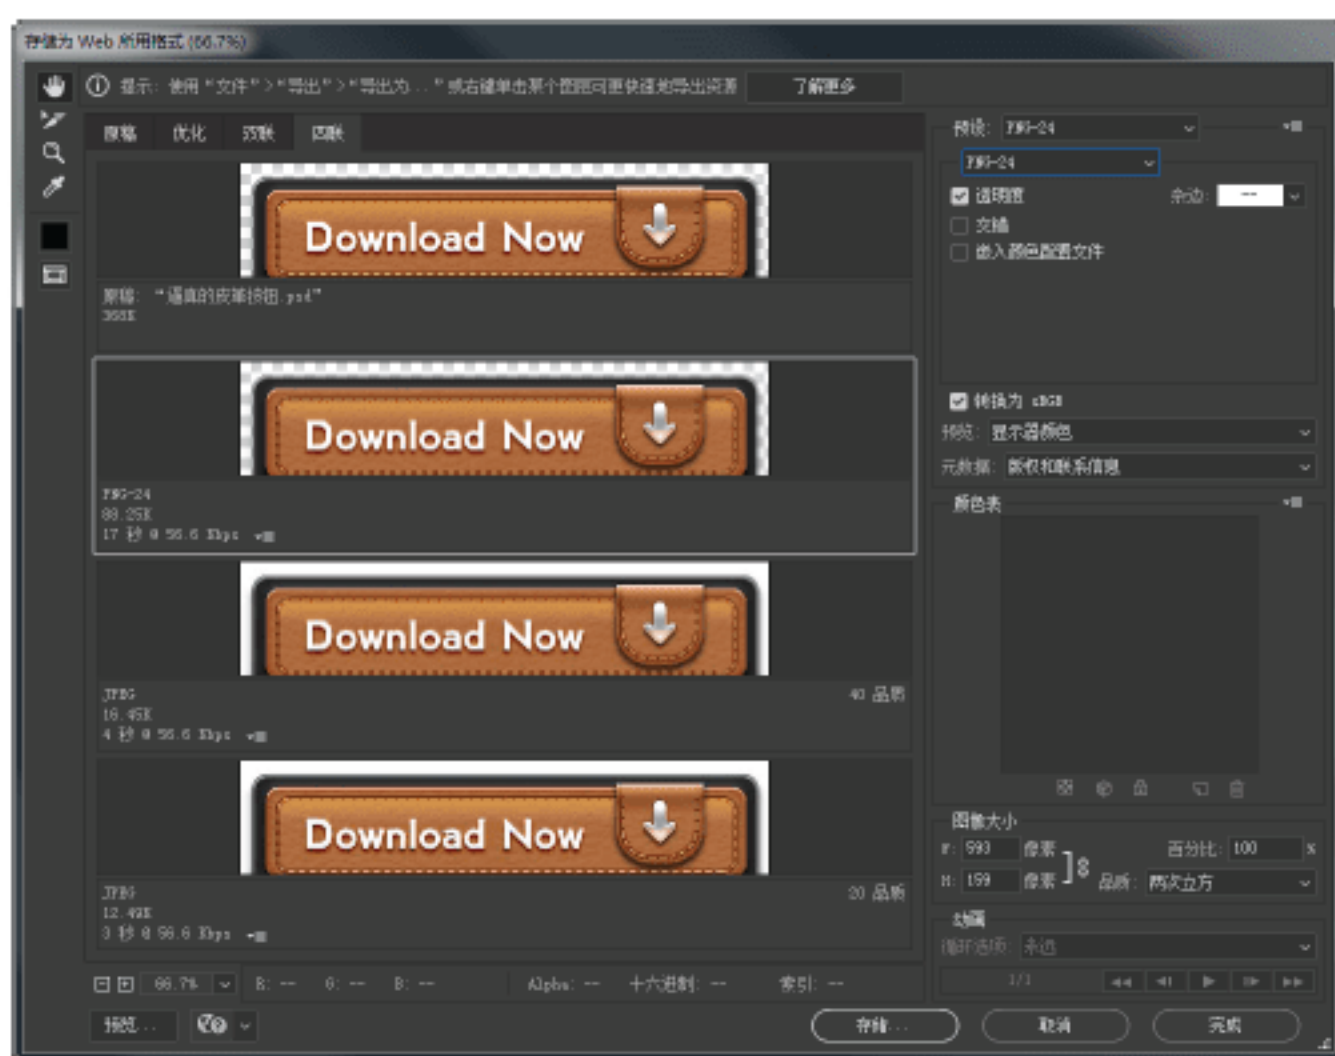 存储为 Web 所用格式 (66.7%)
提示: 使用 "文件">"导出">"导出为..." 或右键单击某个图层可更快速地导出资源
了解更多
原稿 优化 双联 四联
Download Now
原稿: "逼真的皮革按钮.psd"
368K
Download Now
PNG-24
88.25K
17 秒 @ 56.6 Kbps
Download Now
JPEG
40 品质
16.45K
4 秒 @ 56.6 Kbps
Download Now
JPEG
20 品质
12.49K
3 秒 @ 56.6 Kbps
66.7% R: -- G: -- B: -- Alpha: -- 十六进制: -- 索引: --
预览...
预设: PNG-24
PNG-24
透明度 杂边: --
交错
嵌入颜色配置文件
转换为 sRGB
预览: 显示器颜色
元数据: 版权和联系信息
颜色表
图像大小
W: 593 像素 百分比: 100 %
H: 159 像素 品质: 两次立方
动画
循环选项: 永远
1/1
存储... 取消 完成